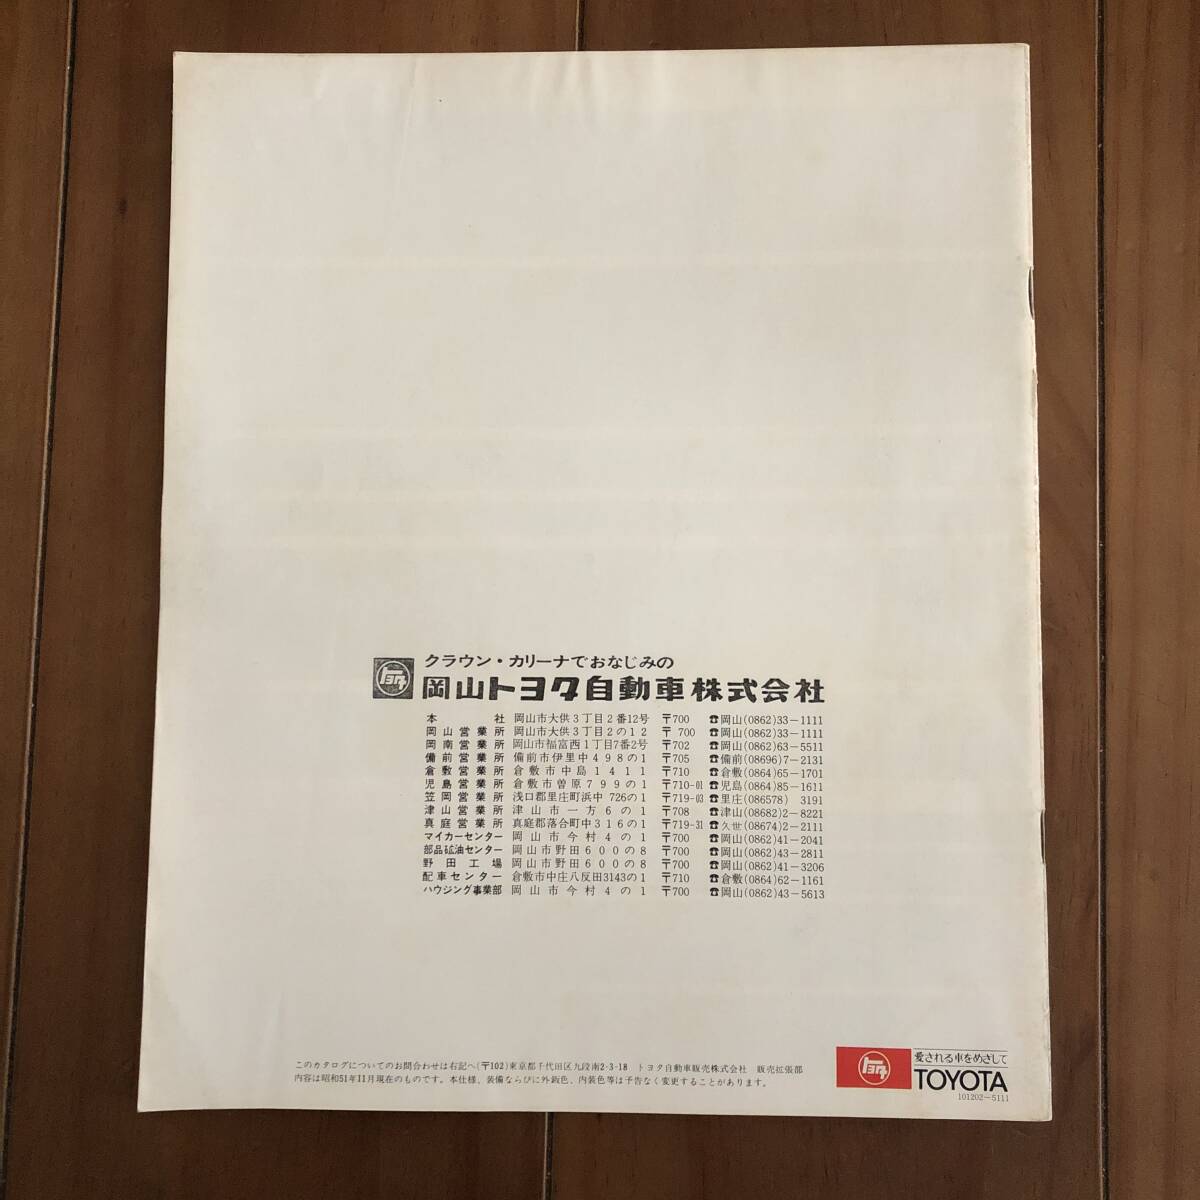 クラウン・カリーナでおなじみの
トヨタ
岡山トヨタ自動車株式会社
本社 岡山市大供3丁目2番12号 〒700 ☎岡山(0862)33-1111
岡山営業所 岡山市大供3丁目2の12 〒700 ☎岡山(0862)33-1111
岡南営業所 岡山市福富西1丁目7番2号 〒702 ☎岡山(0862)63-5511
備前営業所 備前市伊里中498の1 〒705 ☎備前(08696)7-2131
倉敷営業所 倉敷市中島1411 〒710 ☎倉敷(0864)65-1701
児島営業所 倉敷市曽原799の1 〒710-01 ☎児島(0864)85-1611
笠岡営業所 浅口郡里庄町浜中726の1 〒719-03 ☎里庄(086578) 3191
津山営業所 津山市一方6の1 〒708 ☎津山(08682)2-8221
真庭営業所 真庭郡落合町中316の1 〒719-31 ☎久世(08674)2-2111
マイカーセンター 岡山市今村4の1 〒700 ☎岡山(0862)41-2041
部品礦油センター 岡山市野田600の8 〒700 ☎岡山(0862)43-2811
野田工場 岡山市野田600の8 〒700 ☎岡山(0862)41-3206
配車センター 倉敷市中庄八反田3143の1 〒710 ☎倉敷(0864)62-1161
ハウジング事業部 岡山市今村4の1 〒700 ☎岡山(0862)43-5613
このカタログについてのお問合わせは右記へ(〒102)東京都千代田区九段南2-3-18 トヨタ自動車販売株式会社 販売拡張部
内容は昭和51年11月現在のものです。本仕様、装備ならびに外鈑色、内装色等は予告なく変更することがあります。
トヨタ
愛される車をめざして
TOYOTA
101202-5111